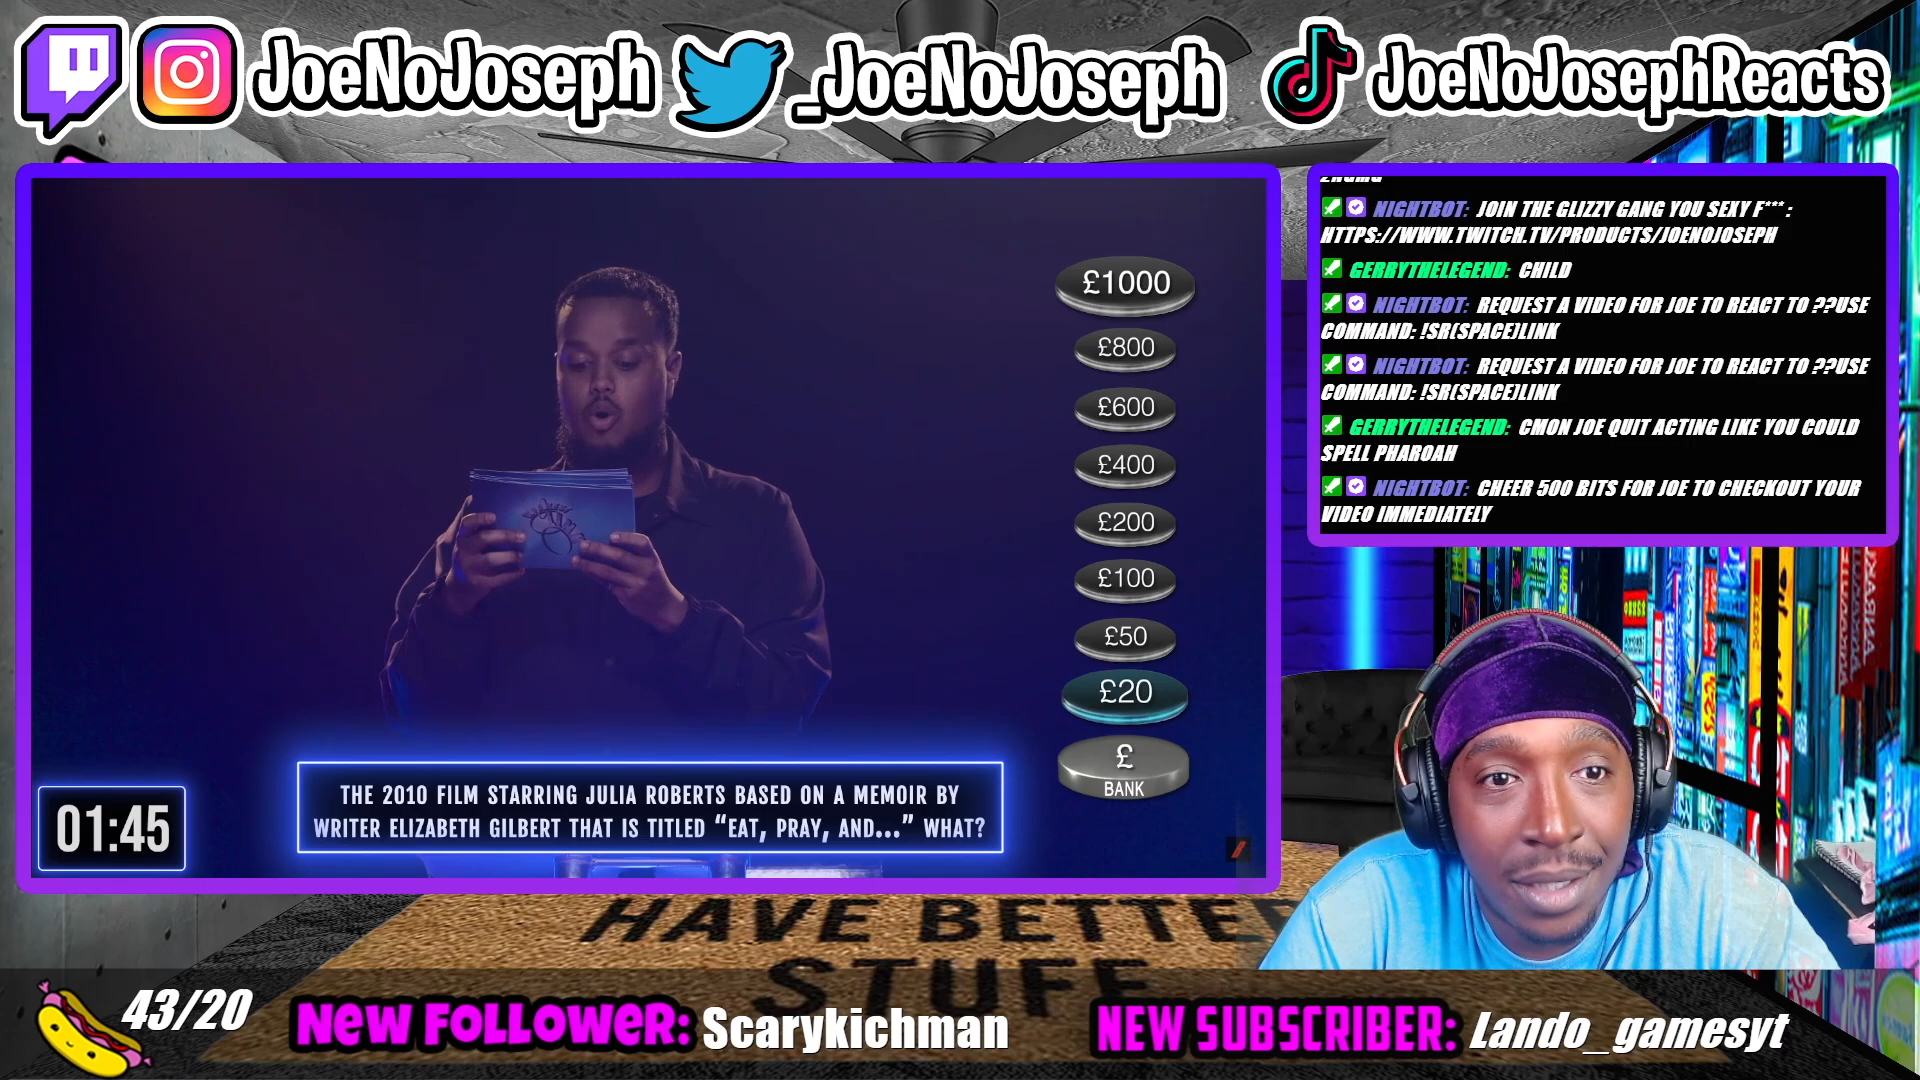 JoeNoJoseph
_JoeNoJoseph
JoeNoJosephReacts
£1000
£800
£600
£400
£200
£100
£50
£20
£
BANK
01:45
THE 2010 FILM STARRING JULIA ROBERTS BASED ON A MEMOIR BY
WRITER ELIZABETH GILBERT THAT IS TITLED “EAT, PRAY, AND...” WHAT?
NIGHTBOT: JOIN THE GLIZZY GANG YOU SEXY F*** :
HTTPS://WWW.TWITCH.TV/PRODUCTS/JOENOJOSEPH
GERRYTHELEGEND: CHILD
NIGHTBOT: REQUEST A VIDEO FOR JOE TO REACT TO ??USE
COMMAND: !SR(SPACE)LINK
NIGHTBOT: REQUEST A VIDEO FOR JOE TO REACT TO ??USE
COMMAND: !SR(SPACE)LINK
GERRYTHELEGEND: CMON JOE QUIT ACTING LIKE YOU COULD
SPELL PHAROAH
NIGHTBOT: CHEER 500 BITS FOR JOE TO CHECKOUT YOUR
VIDEO IMMEDIATELY
HAVE BETTE
STUFF
43/20
NEW FOLLOWER: Scarykichman
NEW SUBSCRIBER: Lando_gamesyt